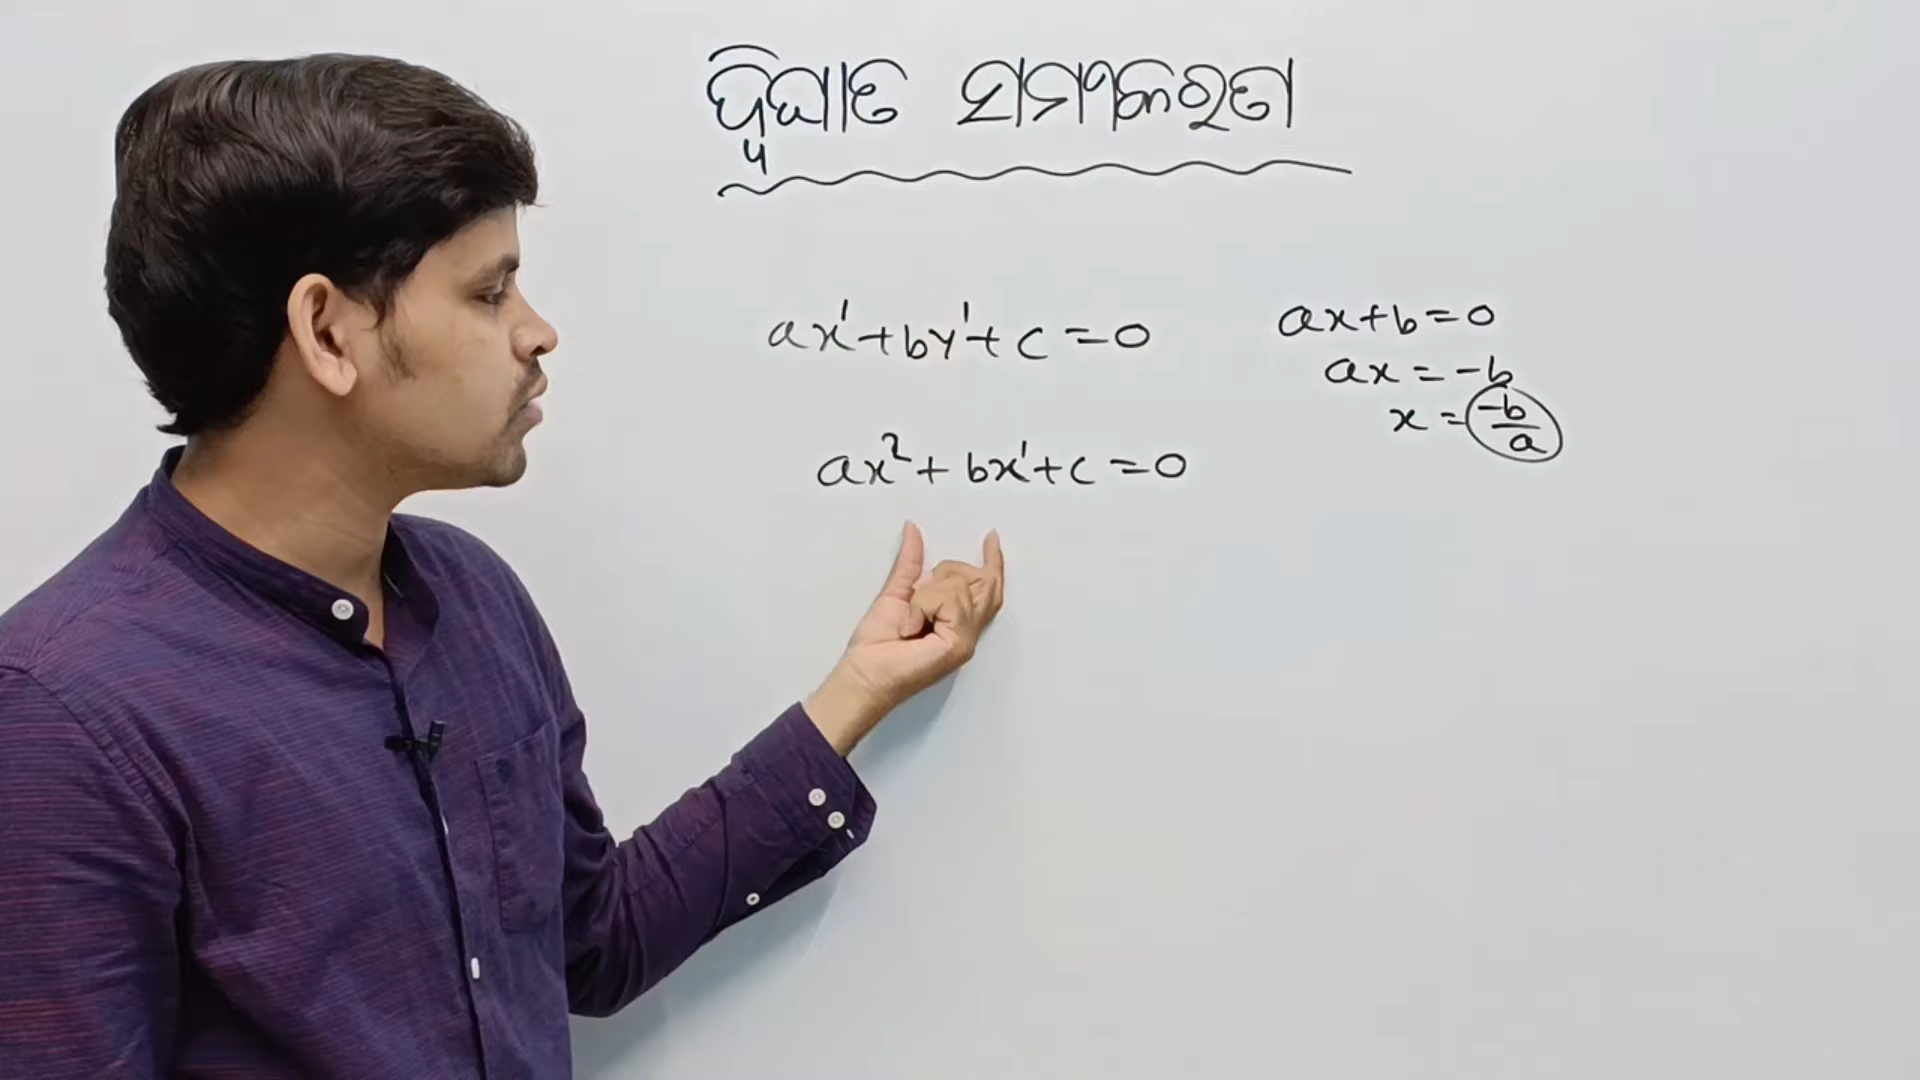 ଦ୍ୱିଘାତ ସମୀକରଣ
ax¹+by¹+c=0
ax²+bx¹+c=0
ax+b=0
ax=-b
x=-b/a